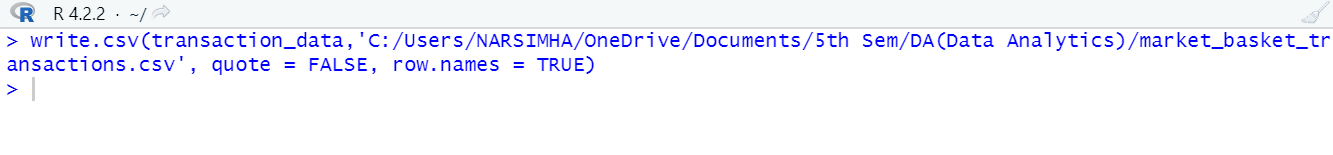 R R 4.2.2 · ~/
> write.csv(transaction_data,'C:/Users/NARSIMHA/OneDrive/Documents/5th Sem/DA(Data Analytics)/market_basket_tr
ansactions.csv', quote = FALSE, row.names = TRUE)
>